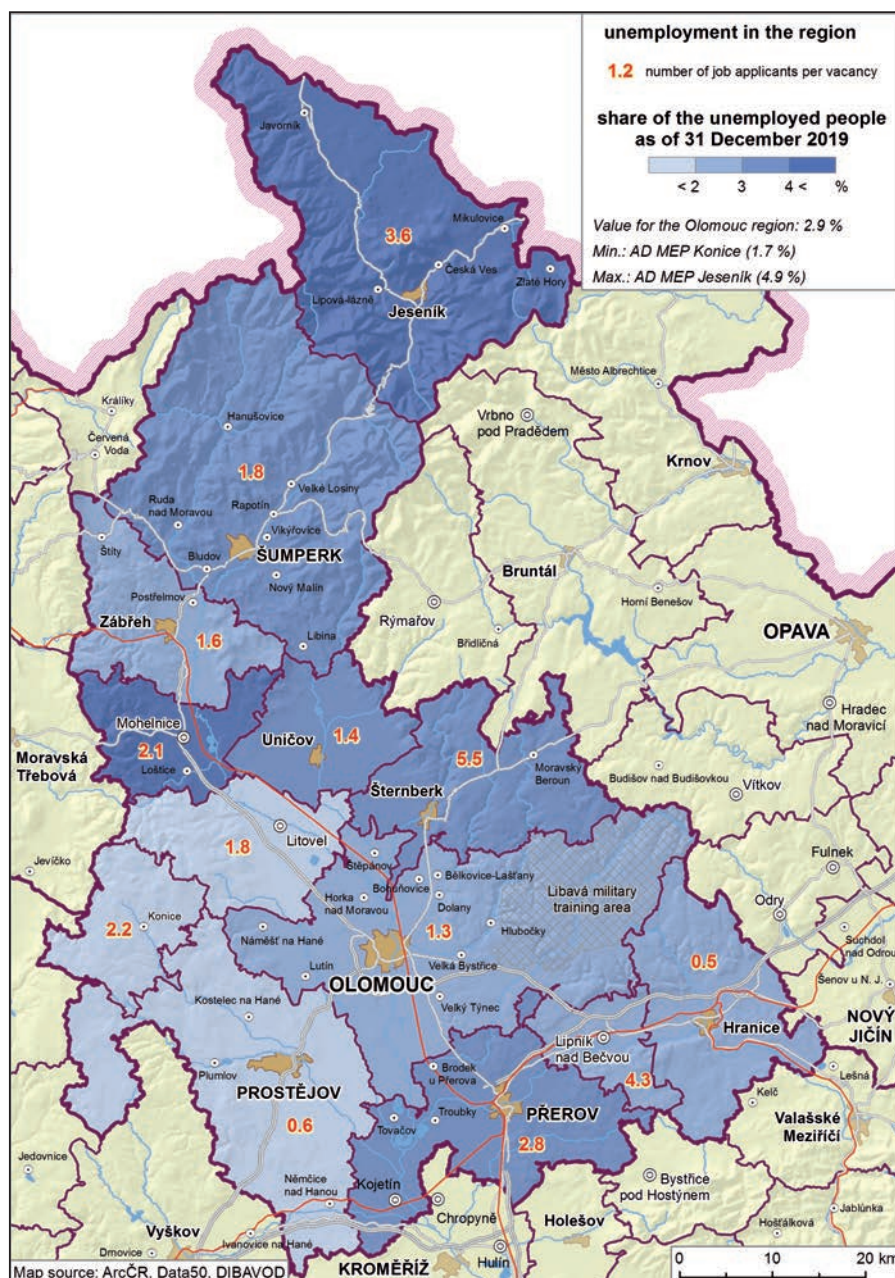 unemployment in the region
1.2 number of job applicants per vacancy
share of the unemployed people
as of 31 December 2019
< 2 3 4 < %
Value for the Olomouc region: 2.9 %
Min.: AD MEP Konice (1.7 %)
Max.: AD MEP Jeseník (4.9 %)
Javorník
3.6
Mikulovice
Česká Ves
Zlaté Hory
Lipová-lázně
Jeseník
Město Albrechtice
Králíky
Hanušovice
Vrbno
pod Pradědem
Červená
Voda
Krnov
1.8
Velké Losiny
Ruda
nad Moravou
Rapotín
Vikýřovice
Štíty
ŠUMPERK
Bludov
Bruntál
Nový Malín
Postřelmov
Horní Benešov
Rýmařov
Zábřeh
1.6
Břidličná
OPAVA
Libina
Hradec
nad Moravicí
Mohelnice
Uničov
1.4
2.1
5.5
Moravský
Beroun
Moravská
Třebová
Loštice
Budišov nad Budišovkou
Vítkov
Šternberk
Litovel
1.8
Štěpánov
Jevíčko
Fulnek
Bohuňovice
Bělkovice-Lašťany
Horka
nad Moravou
Dolany
Libavá military
training area
Odry
2.2
Konice
1.3
Hlubočky
Náměšť na Hané
Suchdol
nad Odrou
0.5
Lutín
Velká Bystřice
OLOMOUC
Šenov u N. J.
Kostelec na Hané
Velký Týnec
Hranice
NOVÝ
JIČÍN
Lipník
nad Bečvou
Plumlov
PROSTĚJOV
Brodek
u Přerova
Lešná
4.3
Kelč
Troubky
PŘEROV
Valašské
Meziříčí
0.6
Tovačov
2.8
Jedovnice
Němčice
nad Hanou
Kojetín
Bystřice
pod Hostýnem
Chropyně
Holešov
Jablůnka
Vyškov
Hošťálková
Ivanovice na Hané
Drnovice
KROMĚŘÍŽ
Hulín
0 10 20 km
Map source: ArcČR, Data50, DIBAVOD